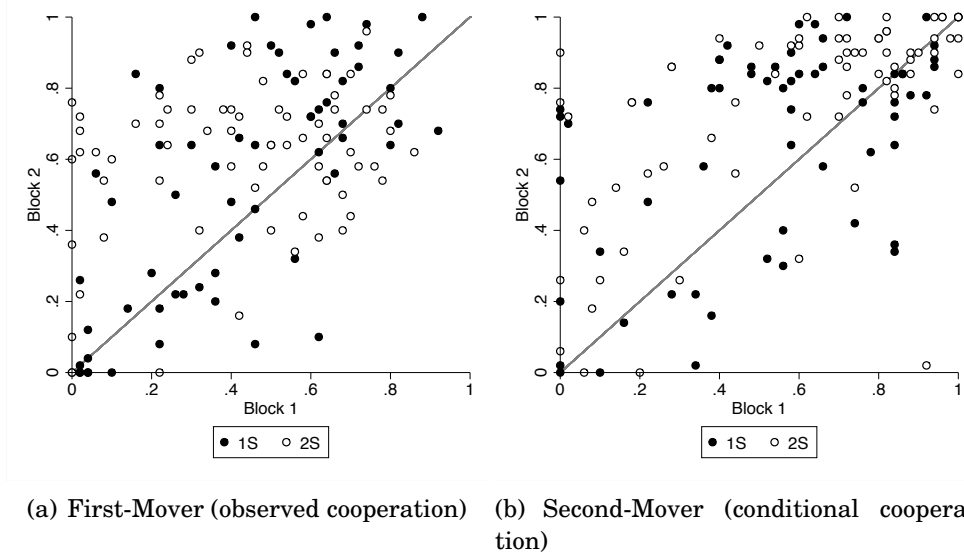 1
.8
.6
.4
.2
0
Block 2
0 .2 .4 .6 .8 1
Block 1
1S 2S
1
.8
.6
.4
.2
0
Block 2
0 .2 .4 .6 .8 1
Block 1
1S 2S
(a) First-Mover (observed cooperation)
(b) Second-Mover (conditional coopera
tion)